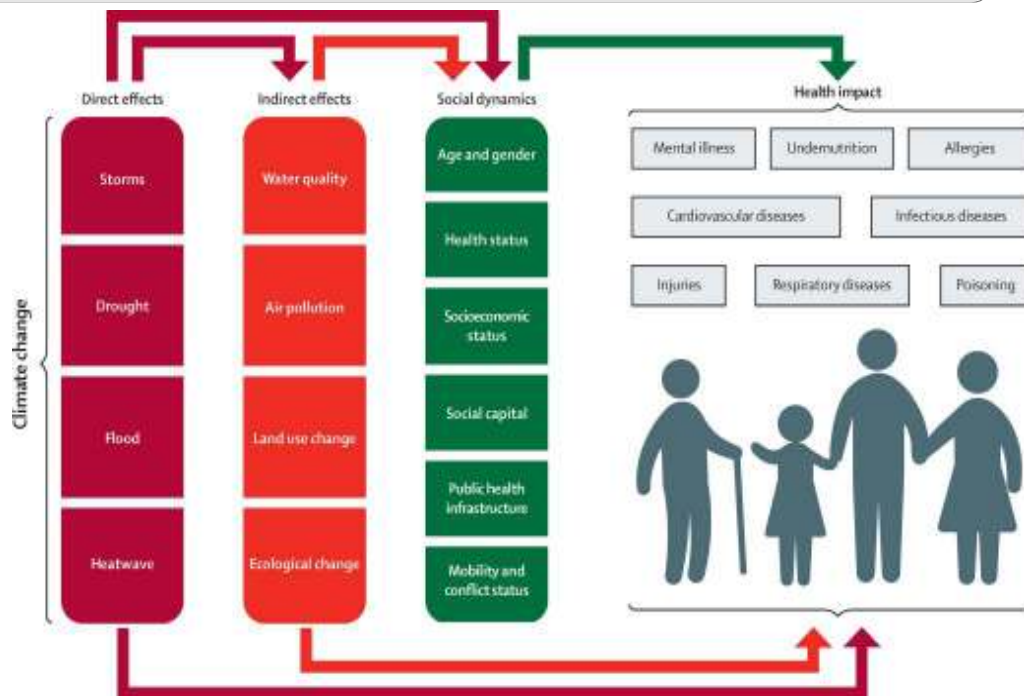 Direct effects
Indirect effects
Social dynamics
Health impact
Climate change
Storms
Drought
Flood
Heatwave
Water quality
Air pollution
Land use change
Ecological change
Age and gender
Health status
Socioeconomic
status
Social capital
Public health
infrastructure
Mobility and
conflict status
Mental illness
Undernutrition
Allergies
Cardiovascular diseases
Infectious diseases
Injuries
Respiratory diseases
Poisoning